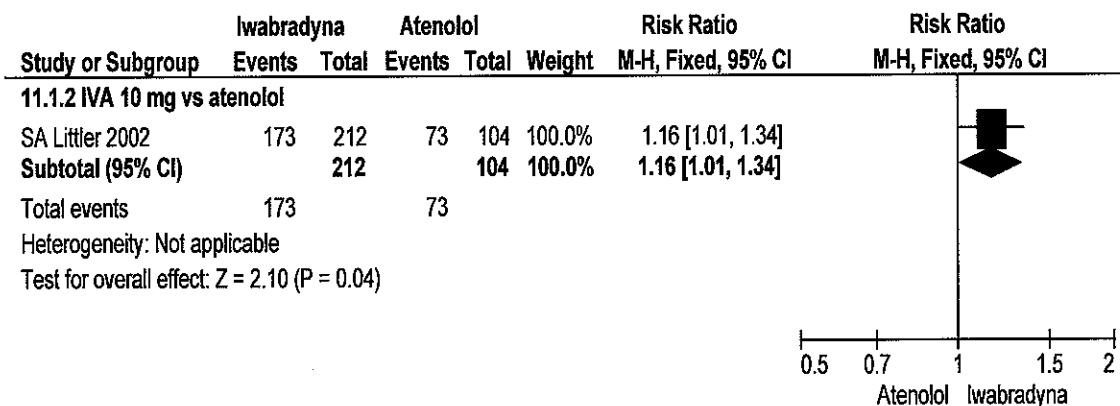 Iwabradyna Atenolol Risk Ratio Risk Ratio
Study or Subgroup Events Total Events Total Weight M-H, Fixed, 95% CI M-H, Fixed, 95% CI
11.1.2 IVA 10 mg vs atenolol
SA Littler 2002 173 212 73 104 100.0% 1.16 [1.01, 1.34]
Subtotal (95% CI) 212 104 100.0% 1.16 [1.01, 1.34]
Total events 173 73
Heterogeneity: Not applicable
Test for overall effect: Z = 2.10 (P = 0.04)
0.5 0.7 1 1.5 2
Atenolol Iwabradyna